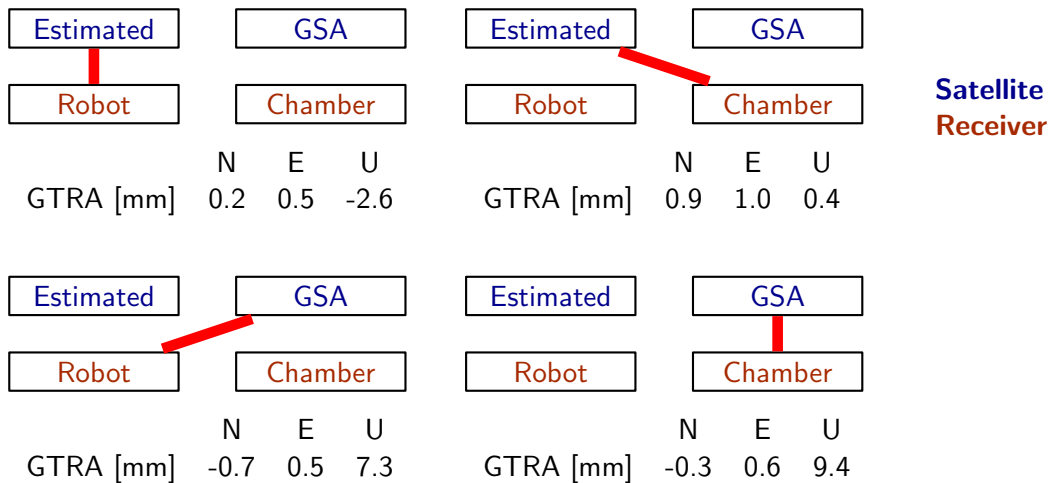 Estimated GSA Estimated GSA
Robot Chamber Robot Chamber
Satellite
Receiver
N E U N E U
GTRA [mm] 0.2 0.5 -2.6 GTRA [mm] 0.9 1.0 0.4
Estimated GSA Estimated GSA
Robot Chamber Robot Chamber
N E U N E U
GTRA [mm] -0.7 0.5 7.3 GTRA [mm] -0.3 0.6 9.4